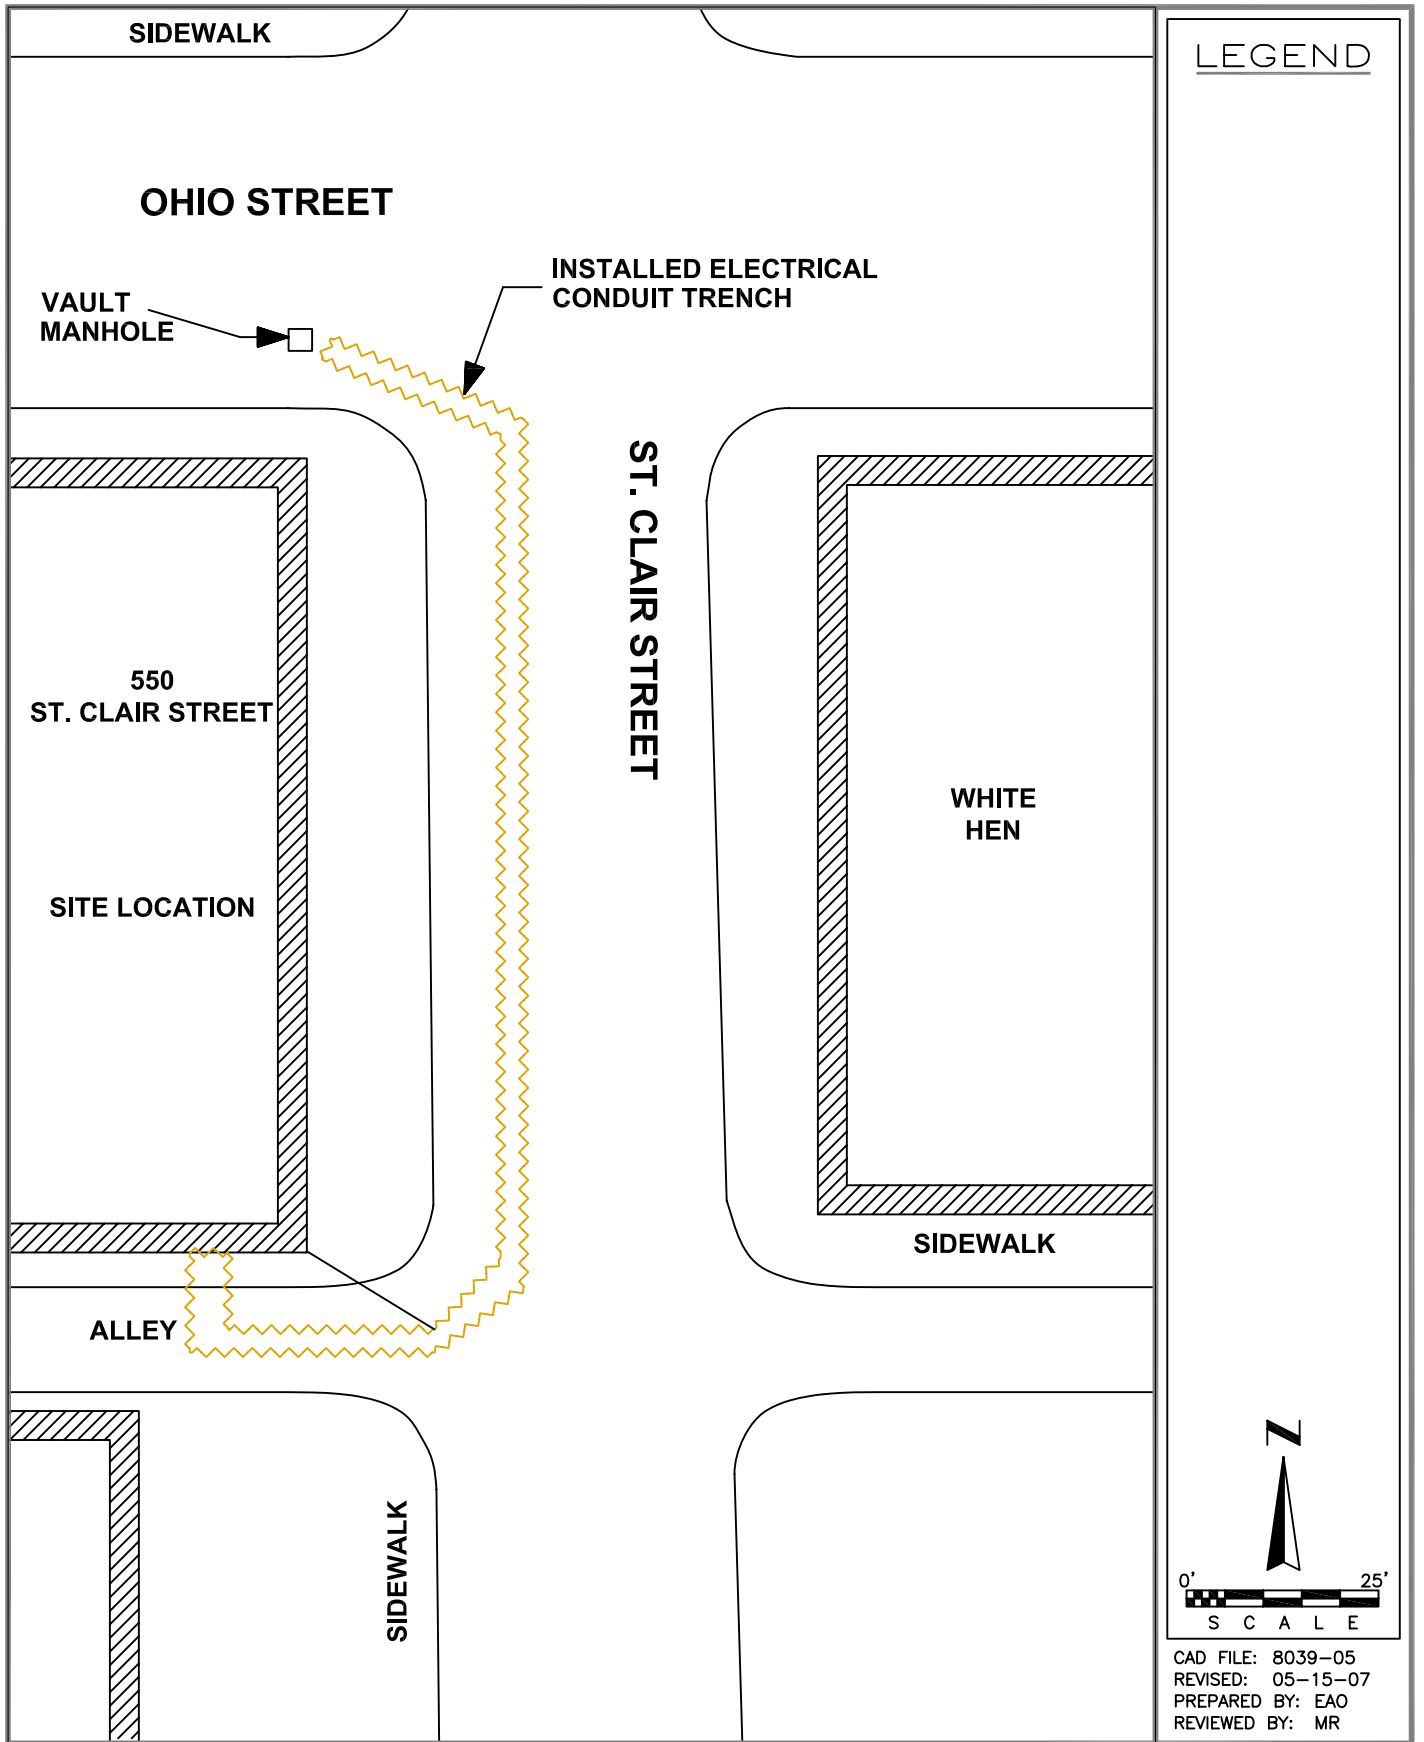 SIDEWALK
OHIO STREET
INSTALLED ELECTRICAL
CONDUIT TRENCH
VAULT
MANHOLE
ST. CLAIR STREET
550
ST. CLAIR STREET
WHITE
HEN
SITE LOCATION
SIDEWALK
ALLEY
SIDEWALK
LEGEND
N
0' 25'
S C A L E
CAD FILE: 8039-05
REVISED: 05-15-07
PREPARED BY: EAO
REVIEWED BY: MR